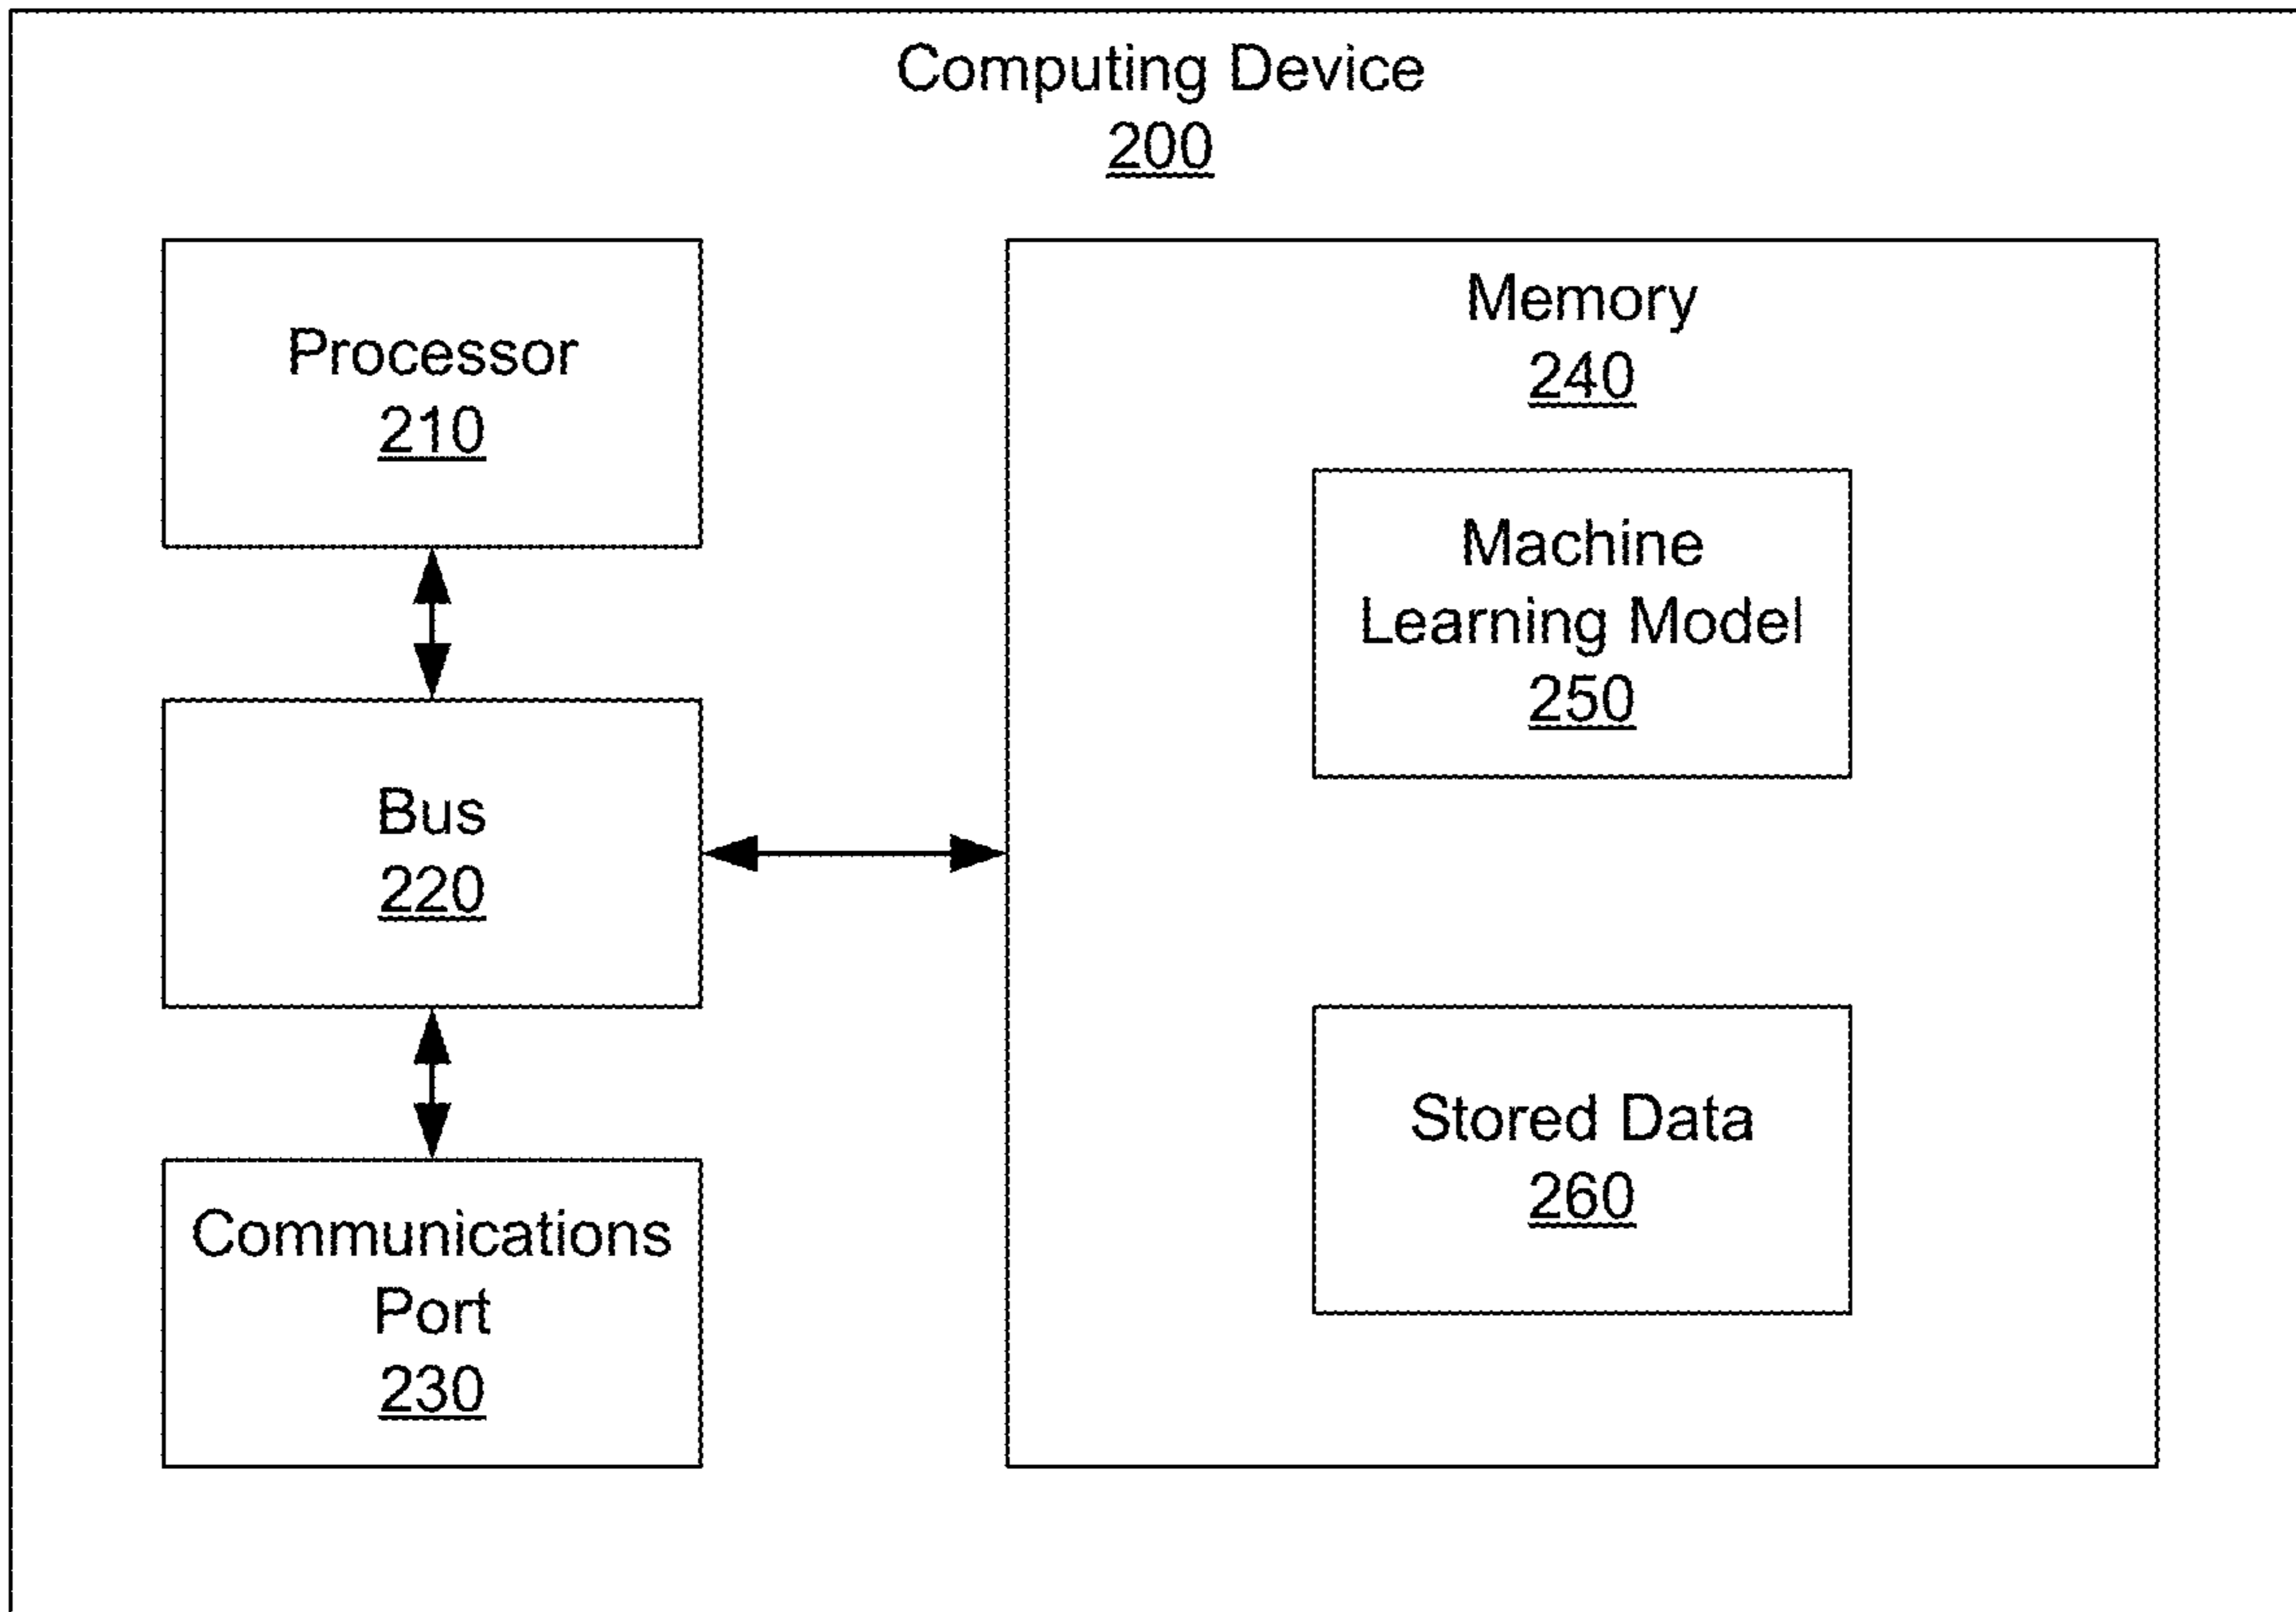 Computing Device
200
Processor
210
Bus
220
Communications
Port
230
Memory
240
Machine
Learning Model
250
Stored Data
260